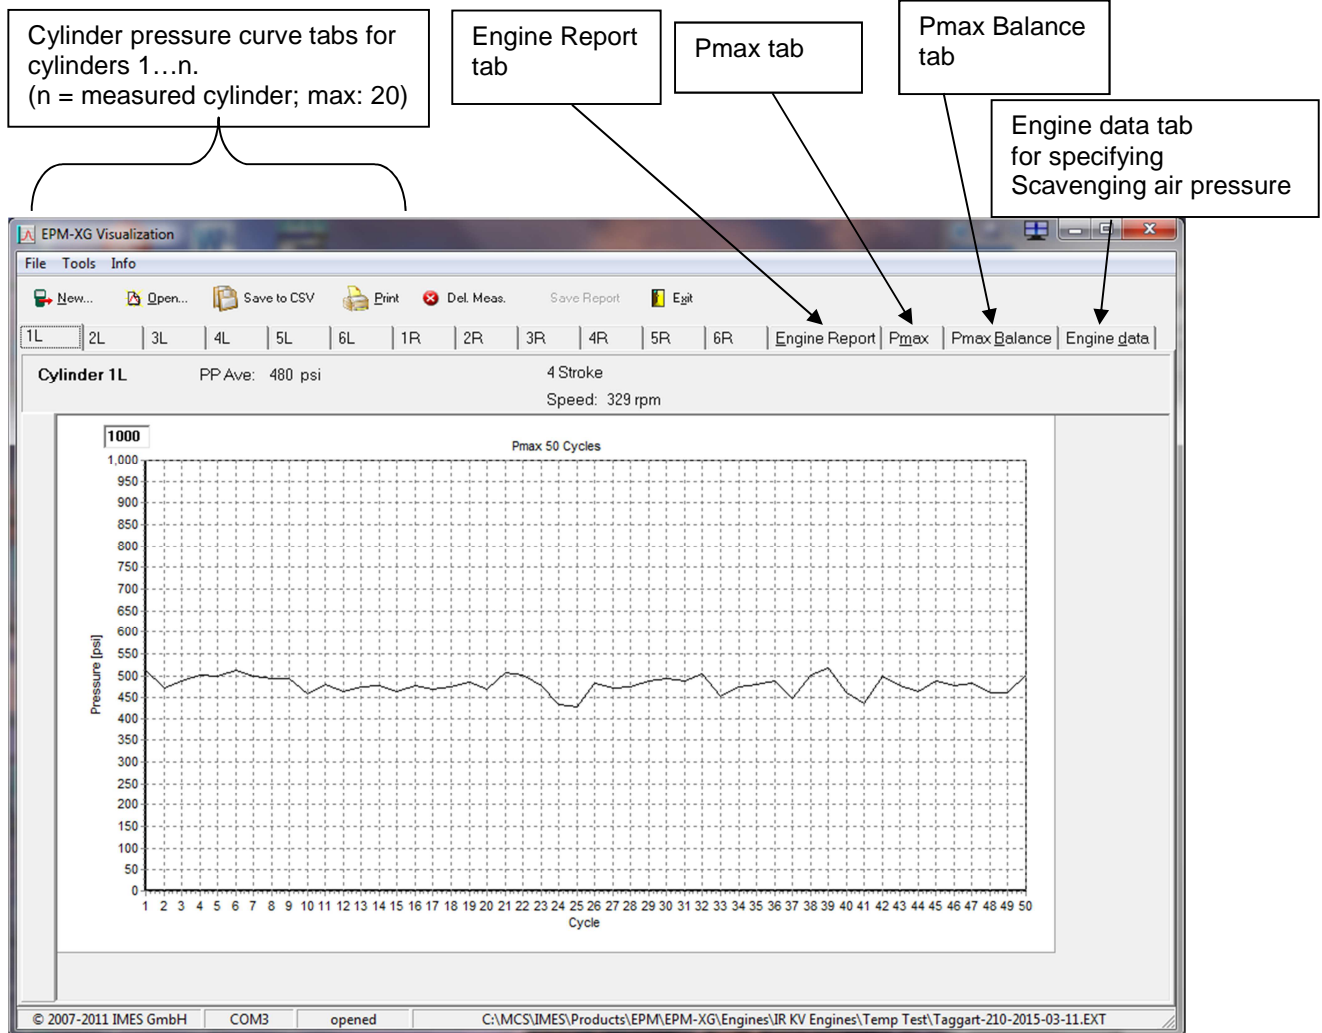 Cylinder pressure curve tabs for
cylinders 1…n.
(n = measured cylinder; max: 20)
Engine Report
tab
Pmax tab
Pmax Balance
tab
Engine data tab
for specifying
Scavenging air pressure
EPM-XG Visualization
File Tools Info
New... Open... Save to CSV Print Del. Meas. Save Report Exit
1L 2L 3L 4L 5L 6L 1R 2R 3R 4R 5R 6R Engine Report Pmax Pmax Balance Engine data
Cylinder 1L PP Ave: 480 psi 4 Stroke
Speed: 329 rpm
1000
Pmax 50 Cycles
1,000
950
900
850
800
750
700
650
600
550
500
450
400
350
300
250
200
150
100
50
0
Pressure [psi]
1 2 3 4 5 6 7 8 9 10 11 12 13 14 15 16 17 18 19 20 21 22 23 24 25 26 27 28 29 30 31 32 33 34 35 36 37 38 39 40 41 42 43 44 45 46 47 48 49 50
Cycle
© 2007-2011 IMES GmbH COM3 opened C:\MCS\IMES\Products\EPM\EPM-XG\Engines\IR KV Engines\Temp Test\Taggart-210-2015-03-11.EXT